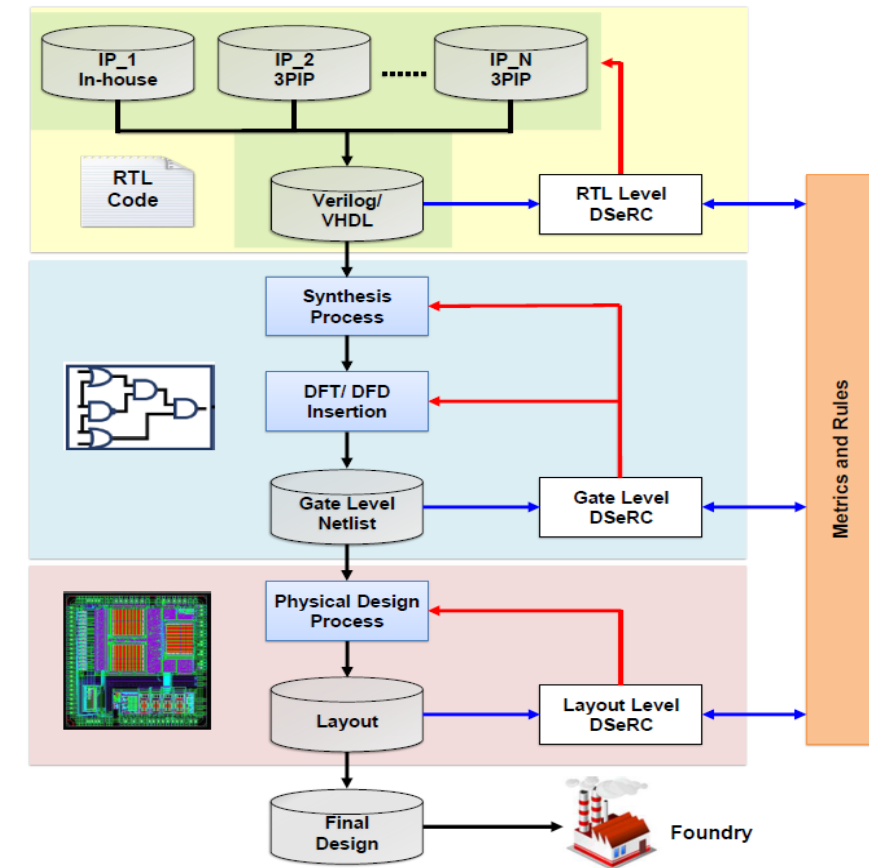 IP_1
In-house
IP_2
3PIP
IP_N
3PIP
RTL
Code
Verilog/
VHDL
RTL Level
DSeRC
Synthesis
Process
DFT/ DFD
Insertion
Gate Level
Netlist
Gate Level
DSeRC
Metrics and Rules
Physical Design
Process
Layout
Layout Level
DSeRC
Final
Design
Foundry